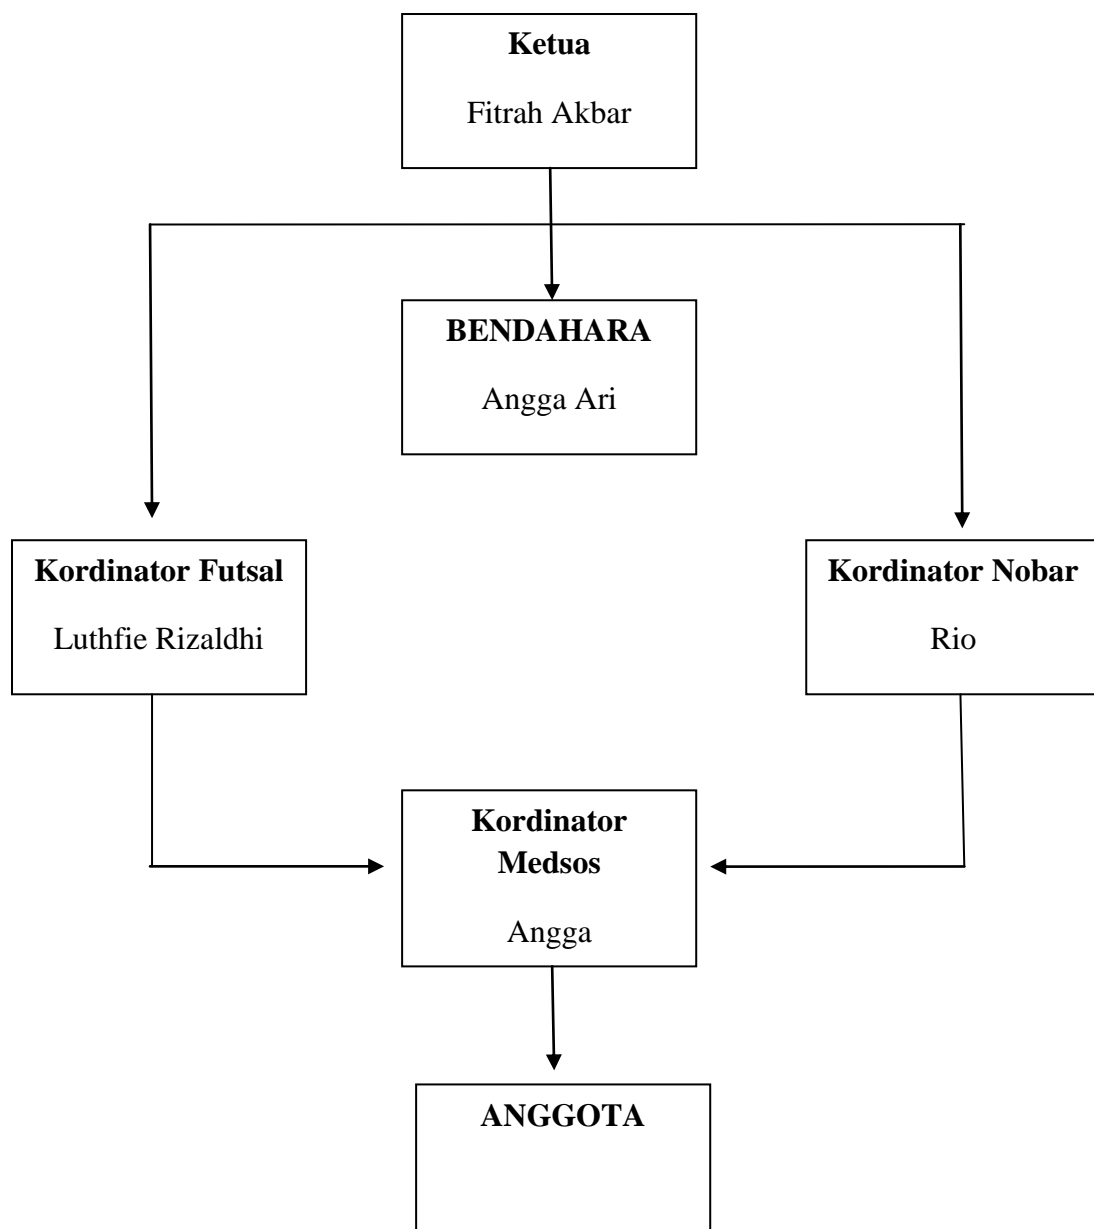 Ketua
Fitrah Akbar
BENDAHARA
Angga Ari
Kordinator Futsal
Luthfie Rizaldhi
Kordinator Nobar
Rio
Kordinator
Medsos
Angga
ANGGOTA